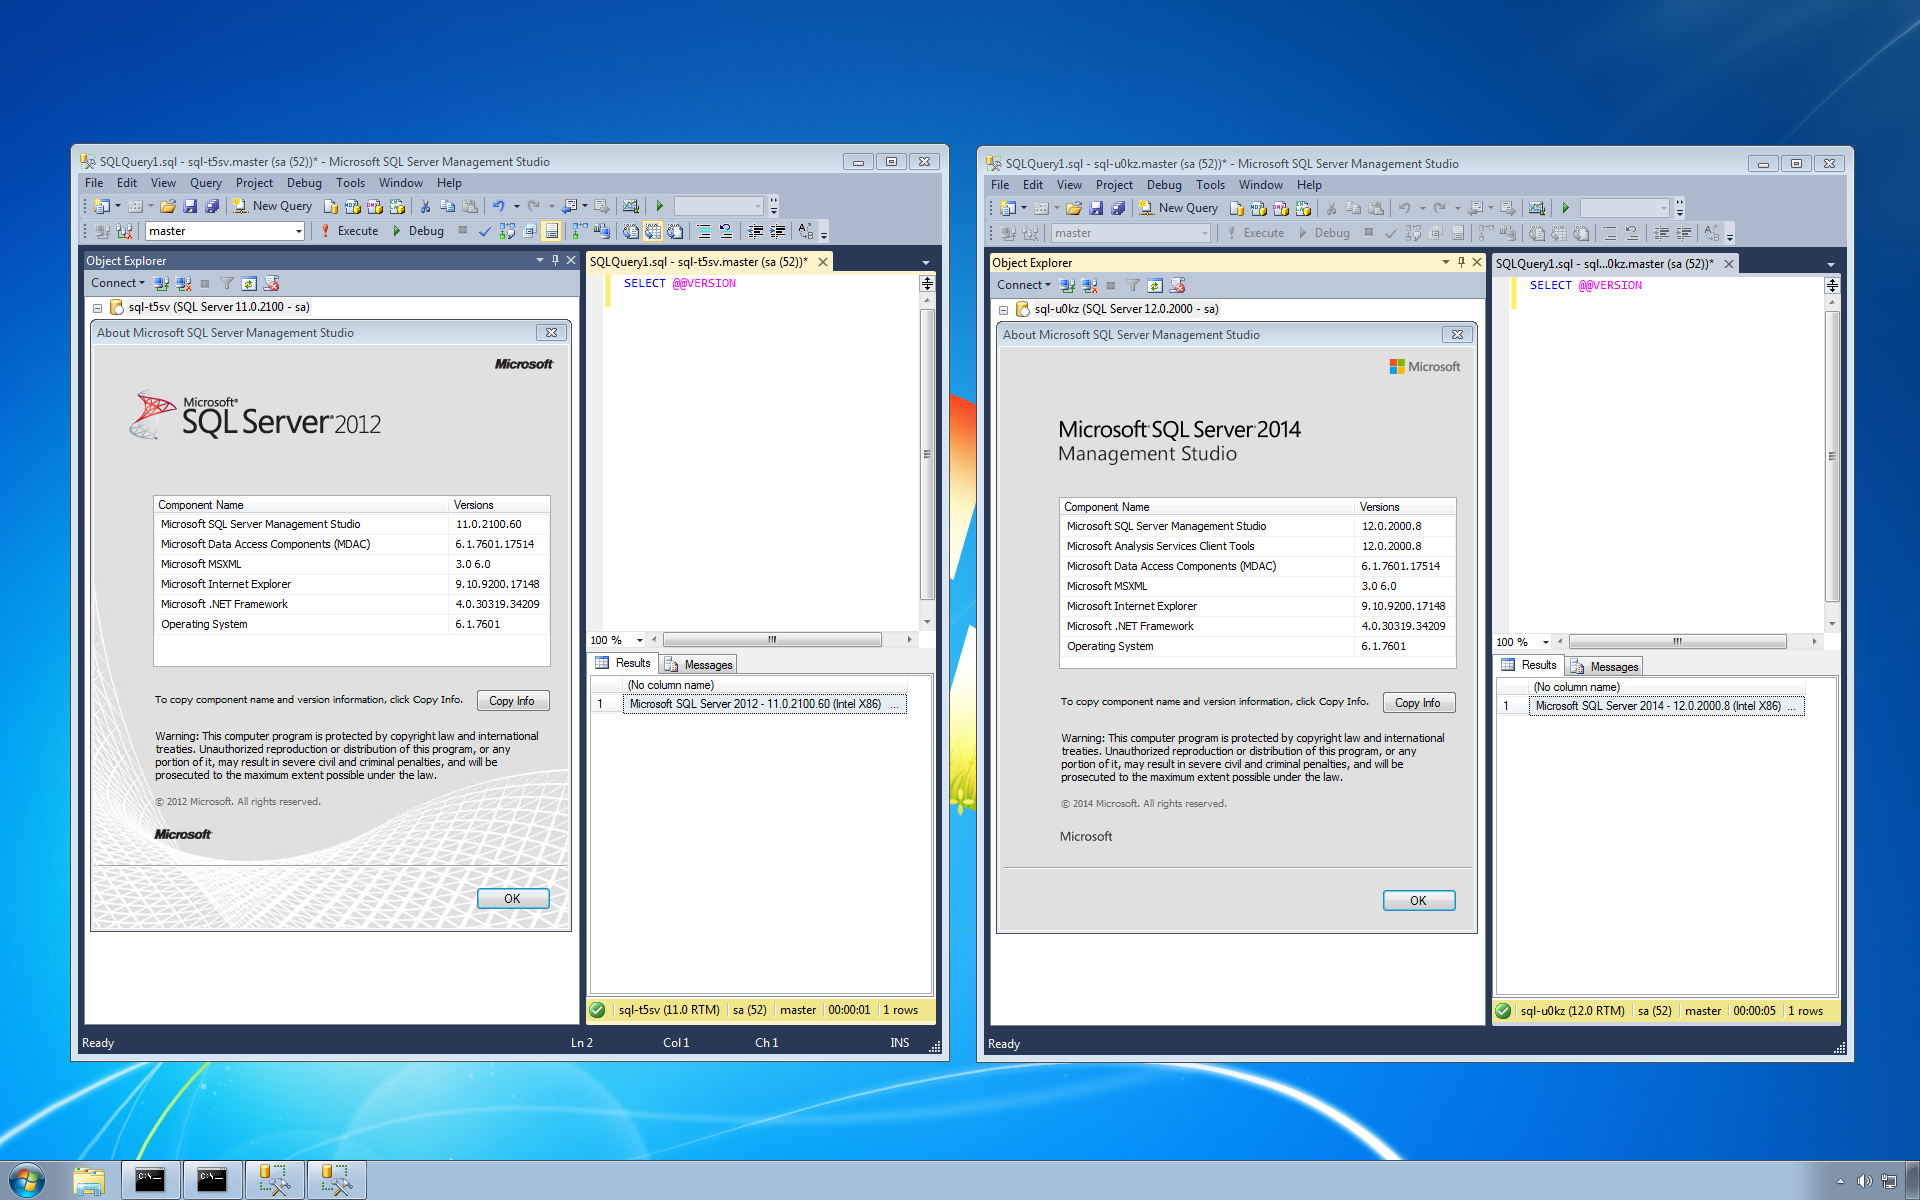 SQLQuery1.sql - sql-t5sv.master (sa (52))* - Microsoft SQL Server Management Studio
File Edit View Query Project Debug Tools Window Help
New Query
master Execute Debug
Object Explorer
Connect
sql-t5sv (SQL Server 11.0.2100 - sa)
About Microsoft SQL Server Management Studio
Microsoft
Microsoft®
SQL Server® 2012
Component Name Versions
Microsoft SQL Server Management Studio 11.0.2100.60
Microsoft Data Access Components (MDAC) 6.1.7601.17514
Microsoft MSXML 3.0 6.0
Microsoft Internet Explorer 9.10.9200.17148
Microsoft .NET Framework 4.0.30319.34209
Operating System 6.1.7601
To copy component name and version information, click Copy Info. Copy Info
Warning: This computer program is protected by copyright law and international
treaties. Unauthorized reproduction or distribution of this program, or any
portion of it, may result in severe civil and criminal penalties, and will be
prosecuted to the maximum extent possible under the law.
© 2012 Microsoft. All rights reserved.
Microsoft
OK
SQLQuery1.sql - sql-t5sv.master (sa (52))*
SELECT @@VERSION
100 %
Results Messages
(No column name)
1 Microsoft SQL Server 2012 - 11.0.2100.60 (Intel X86) ...
sql-t5sv (11.0 RTM) sa (52) master 00:00:01 1 rows
Ready Ln 2 Col 1 Ch 1 INS
SQLQuery1.sql - sql-u0kz.master (sa (52))* - Microsoft SQL Server Management Studio
File Edit View Project Debug Tools Window Help
New Query
master Execute Debug
Object Explorer
Connect
sql-u0kz (SQL Server 12.0.2000 - sa)
About Microsoft SQL Server Management Studio
Microsoft
Microsoft® SQL Server® 2014
Management Studio
Component Name Versions
Microsoft SQL Server Management Studio 12.0.2000.8
Microsoft Analysis Services Client Tools 12.0.2000.8
Microsoft Data Access Components (MDAC) 6.1.7601.17514
Microsoft MSXML 3.0 6.0
Microsoft Internet Explorer 9.10.9200.17148
Microsoft .NET Framework 4.0.30319.34209
Operating System 6.1.7601
To copy component name and version information, click Copy Info. Copy Info
Warning: This computer program is protected by copyright law and international
treaties. Unauthorized reproduction or distribution of this program, or any
portion of it, may result in severe civil and criminal penalties, and will be
prosecuted to the maximum extent possible under the law.
© 2014 Microsoft. All rights reserved.
Microsoft
OK
SQLQuery1.sql - sql...0kz.master (sa (52))*
SELECT @@VERSION
100 %
Results Messages
(No column name)
1 Microsoft SQL Server 2014 - 12.0.2000.8 (Intel X86) ...
sql-u0kz (12.0 RTM) sa (52) master 00:00:05 1 rows
Ready